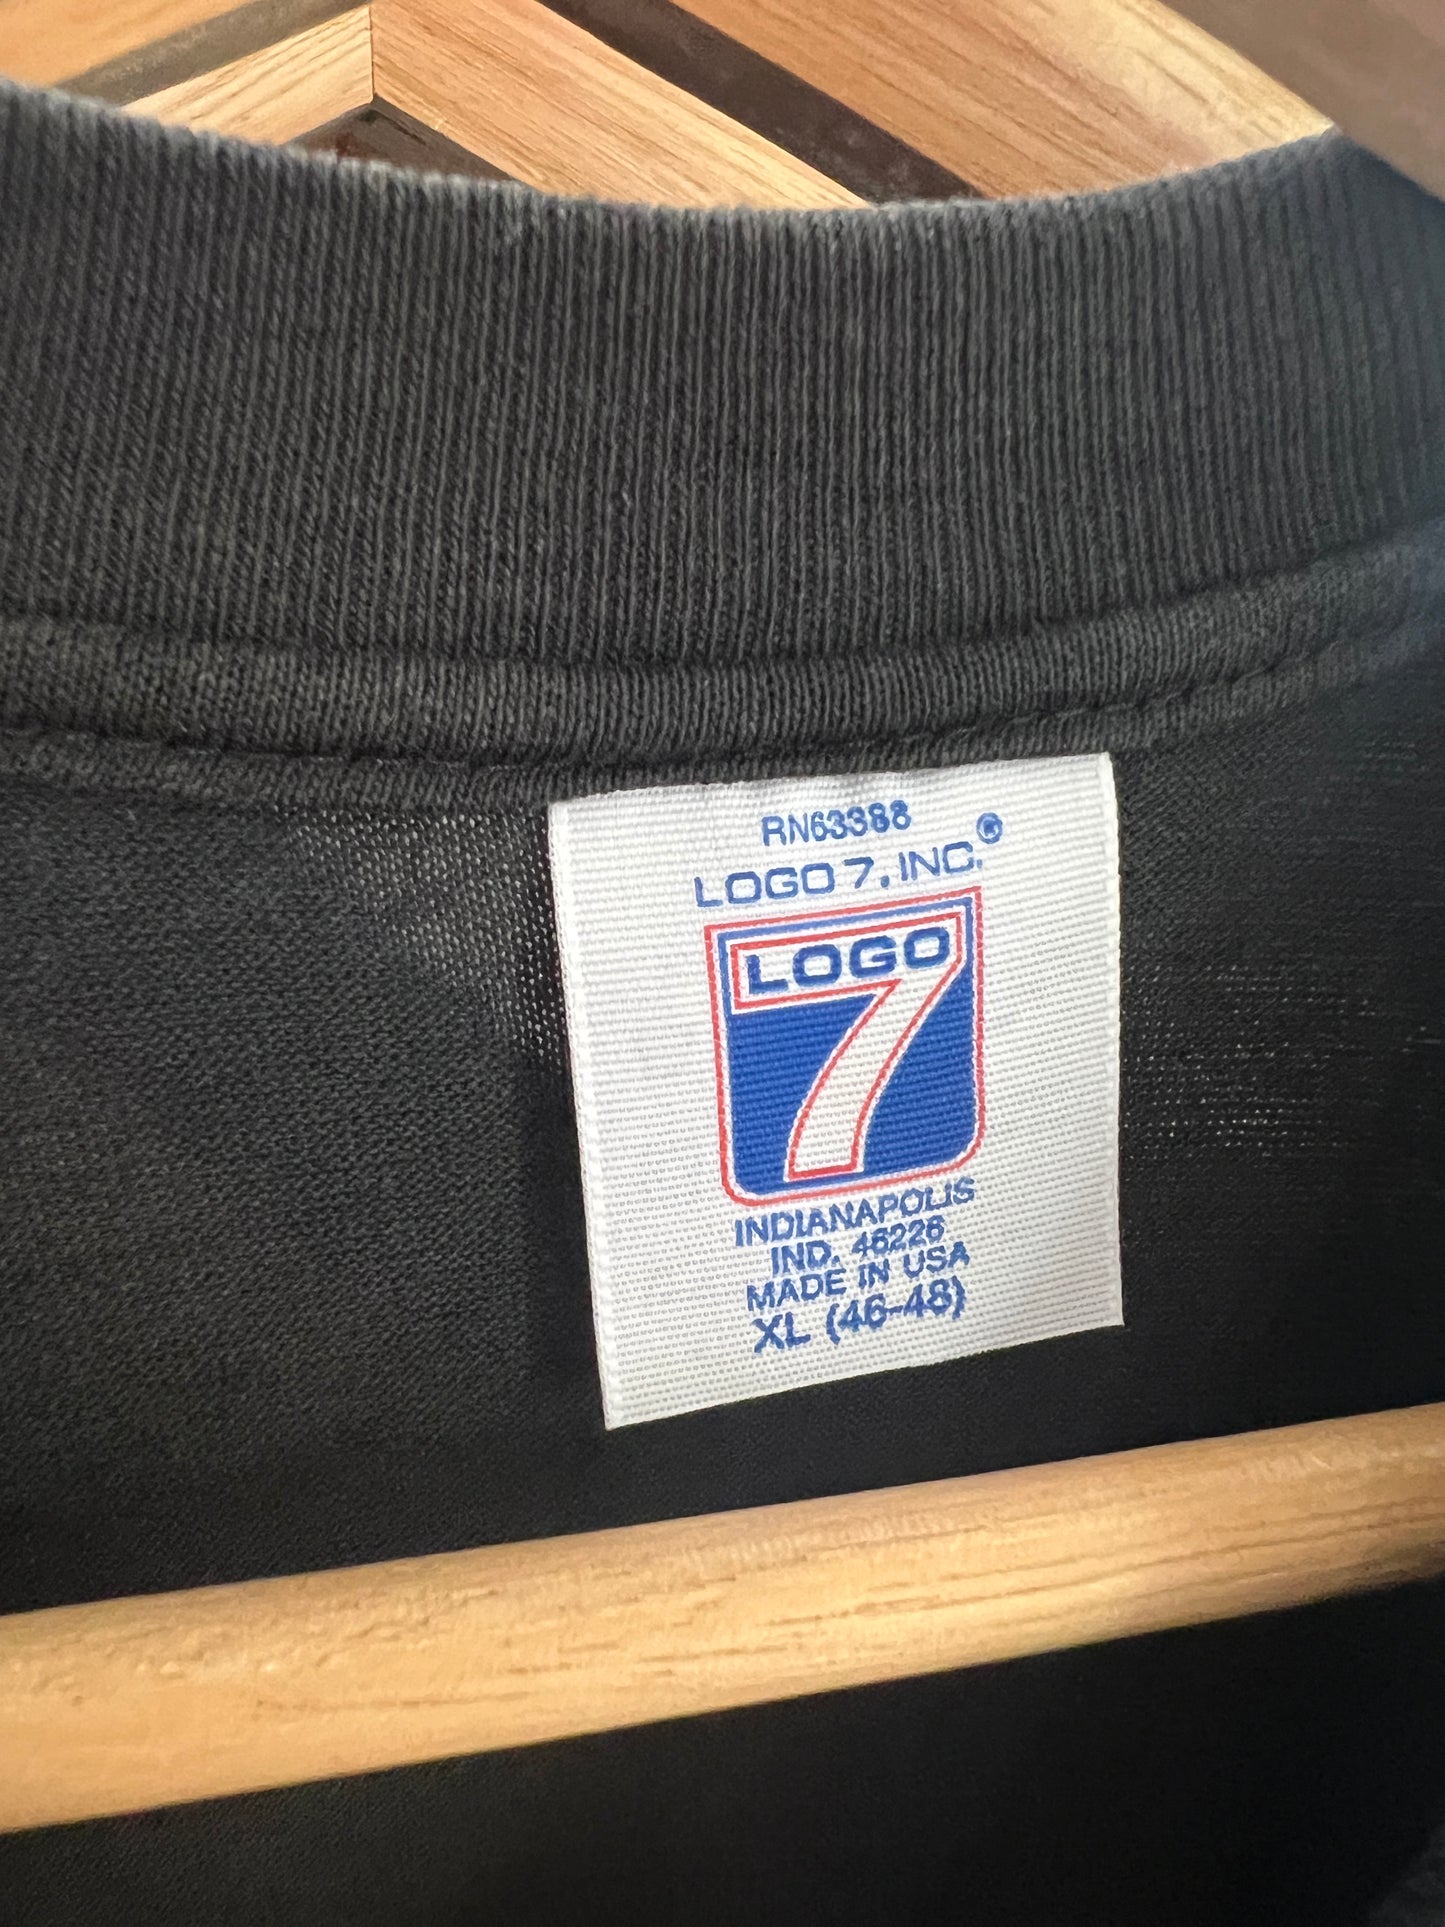 RN63388
LOGO 7, INC.®
LOGO
7
INDIANAPOLIS
IND. 46226
MADE IN USA
XL (46-48)